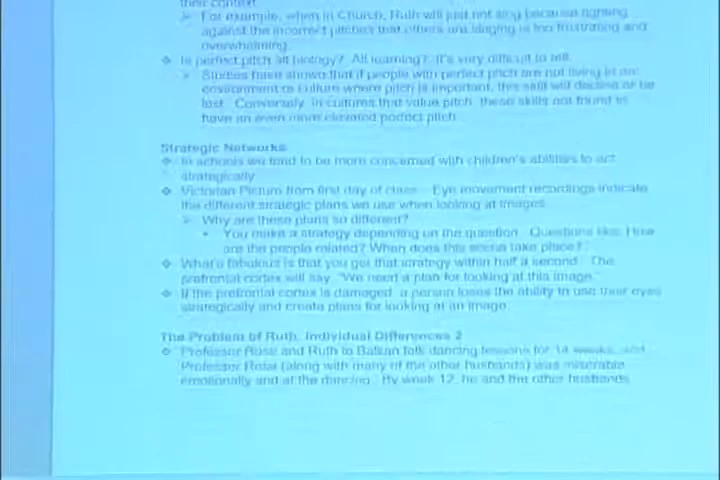 their context.
➢ For example, when in Church, Ruth will just not sing because fighting
against the incorrect pitches that others are singing is too frustrating and
overwhelming.
❖ Is perfect pitch all biology? All learning? It's very difficult to tell.
➢ Studies have shown that if people with perfect pitch are not living in an
environment or culture where pitch is important, this skill will decline or be
lost. Conversely, in cultures that value pitch, these skills not found to
have an even more elevated perfect pitch.
Strategic Networks
❖ In schools we tend to be more concerned with children's abilities to act
strategically.
❖ Victorian Picture from first day of class. Eye movement recordings indicate
the different strategic plans we use when looking at images.
➢ Why are these plans so different?
• You make a strategy depending on the question. Questions like: How
are the people related? When does this scene take place?
❖ What's fabulous is that you get that strategy within half a second. The
prefrontal cortex will say, "We need a plan for looking at this image."
❖ If the prefrontal cortex is damaged, a person loses the ability to use their eyes
strategically and create plans for looking at an image.
The Problem of Ruth: Individual Differences 2
❖ Professor Rose and Ruth to Balkan folk dancing lessons for 14 weeks, and
Professor Rose (along with many of the other husbands) was miserable
emotionally and at the dancing. By week 12, he and the other husbands